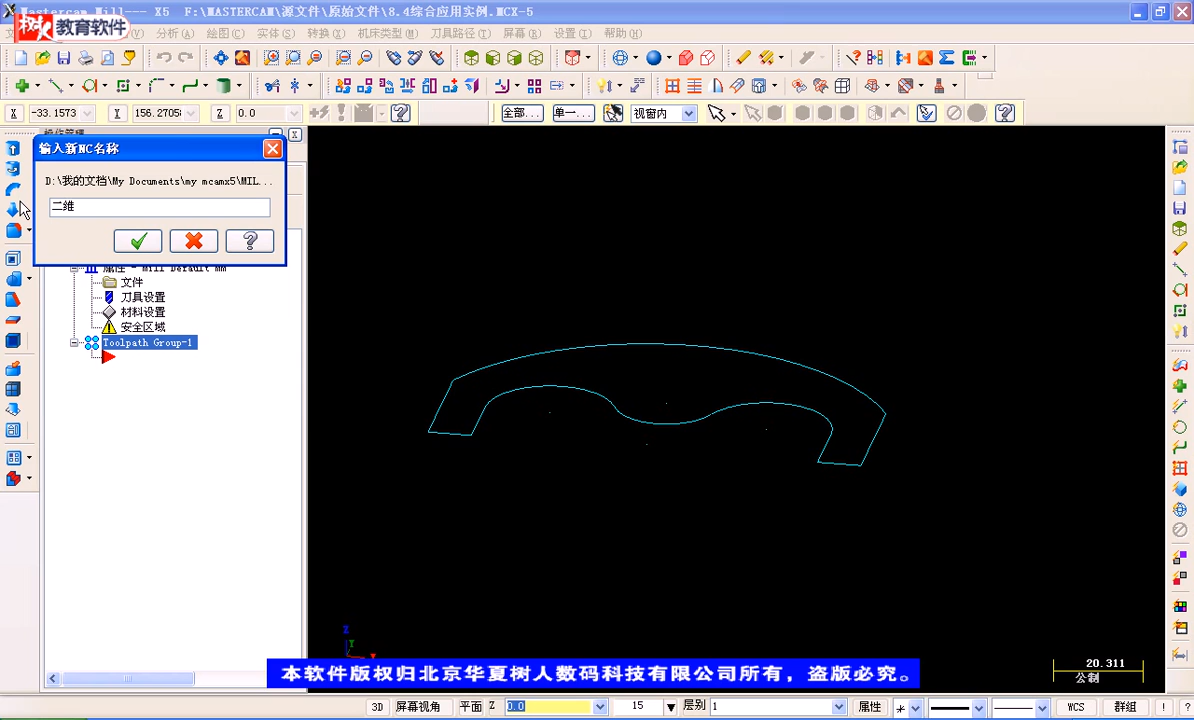 Mastercam Mill--- X5 F:\MASTERCAM\源文件\原始文件\8.4综合应用实例.MCX-5
树人教育软件
分析(A) 绘图(C) 实体(S) 转换(X) 机床类型(M) 刀具路径(T) 屏幕(R) 设置(I) 帮助(H)
X -33.1573 Y 156.2705 Z 0.0 全部... 单一... 视窗内
操作管理
输入新NC名称
D:\我的文档\My Documents\my mcamx5\MIL...
二维
属性 - Mill Default mm
文件
刀具设置
材料设置
安全区域
Toolpath Group-1
Z
Y
20.311
公制
本软件版权归北京华夏树人数码科技有限公司所有，盗版必究。
3D 屏幕视角 平面 Z 0.0 15 层别 1 属性 WCS 群组 ! ?